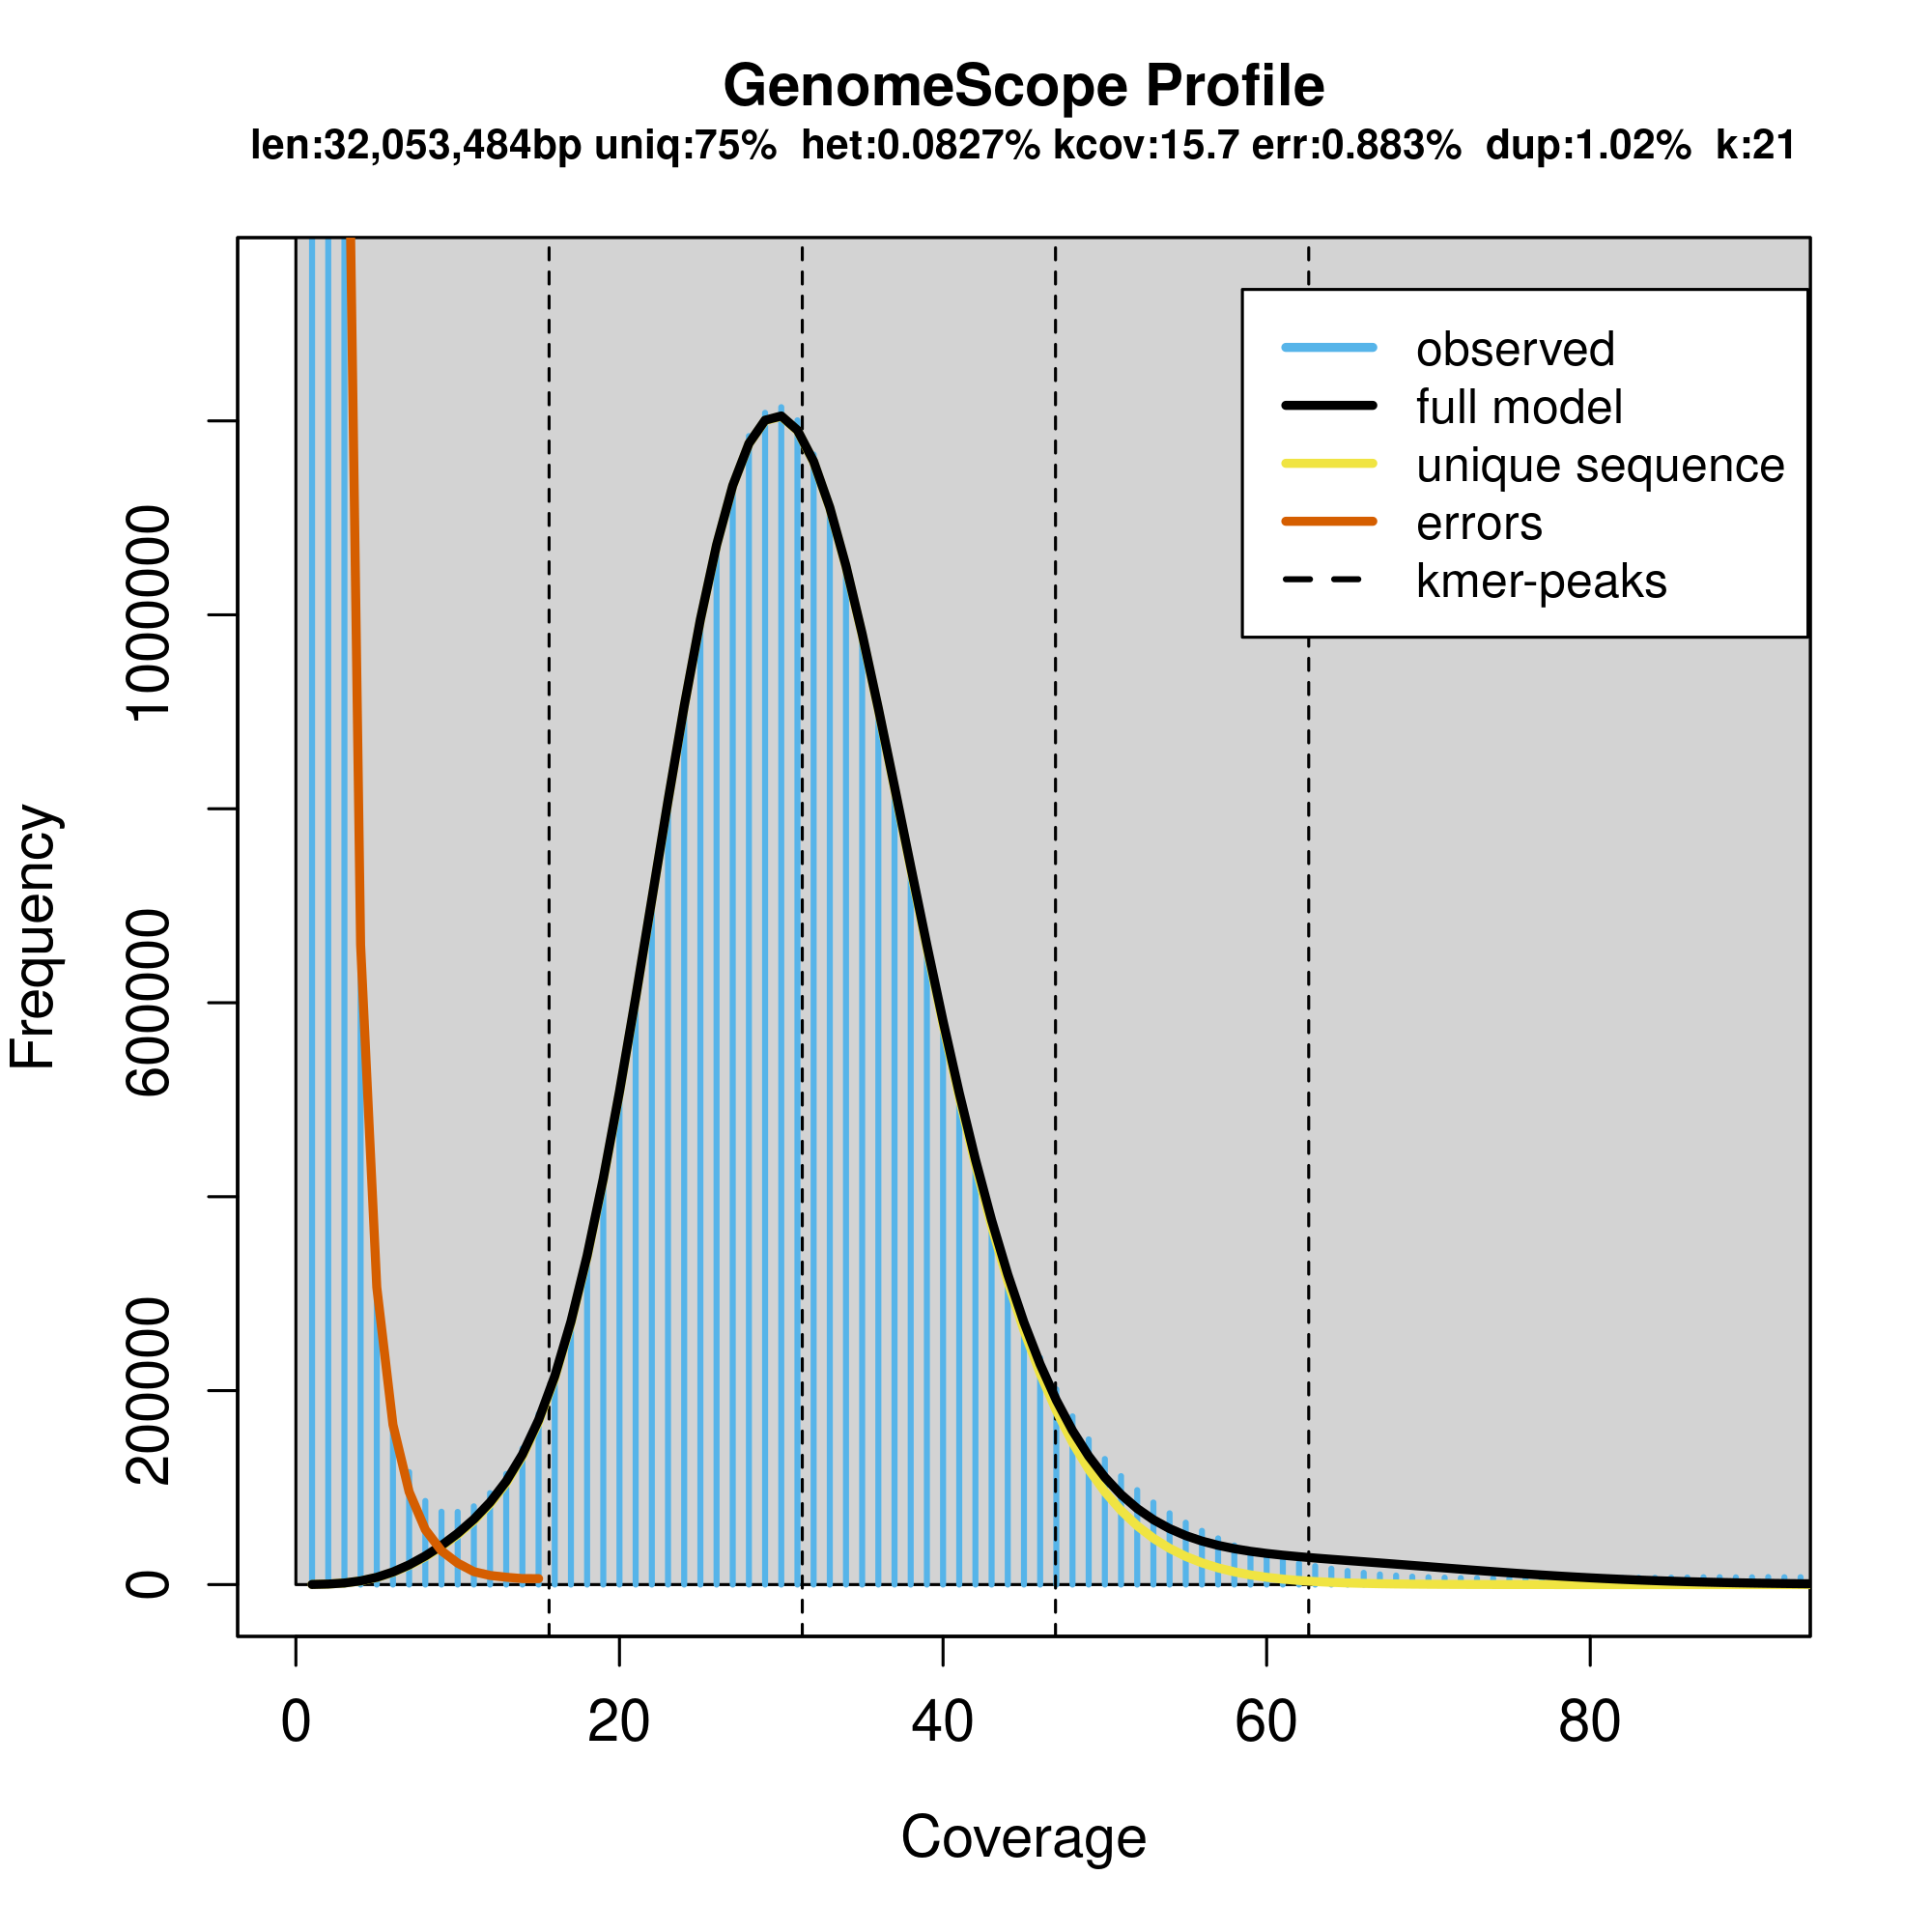 GenomeScope Profile
len:32,053,484bp uniq:75% het:0.0827% kcov:15.7 err:0.883% dup:1.02% k:21
observed
full model
unique sequence
errors
kmer-peaks
Frequency
1000000
600000
200000
0
0 20 40 60 80
Coverage